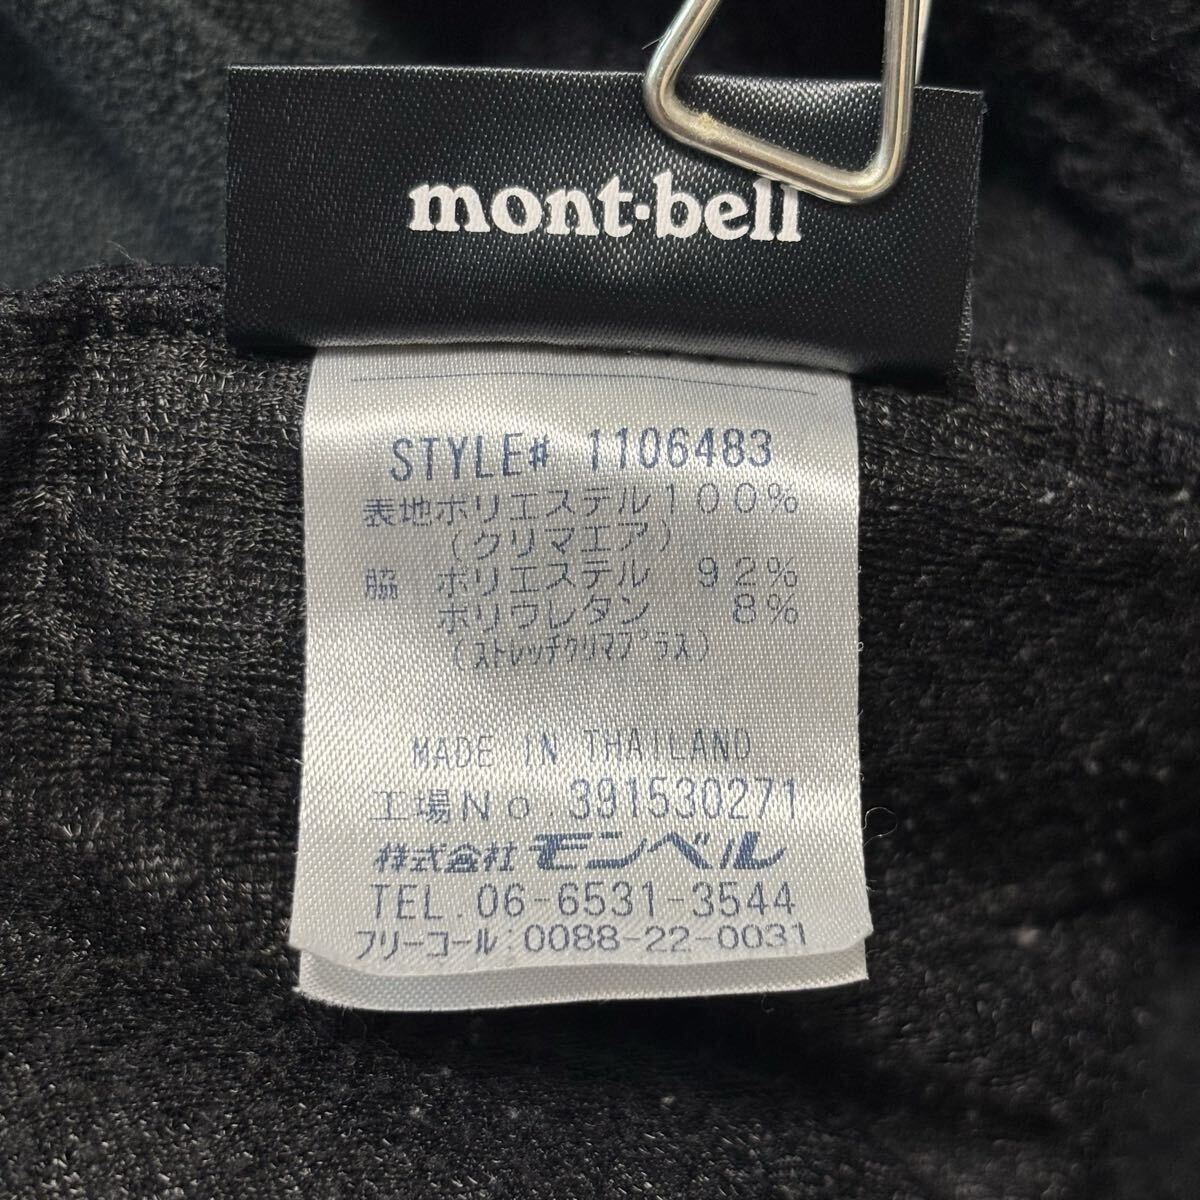 mont-bell
STYLE# 1106483
表地ポリエステル100%
(クリマエア)
脇 ポリエステル 92%
ポリウレタン 8%
(ストレッチクリマプラス)
MADE IN THAILAND
工場No.391530271
株式会社モンベル
TEL.06-6531-3544
フリーコール:0088-22-0031